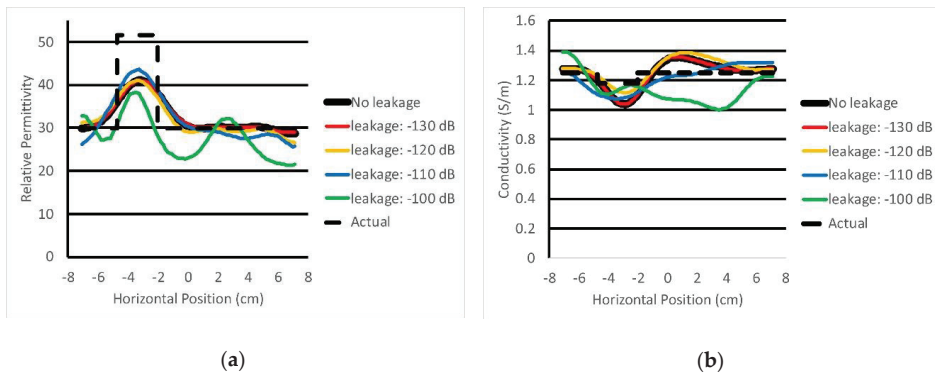 50
40
30
20
10
0
Relative Permittivity
-8 -6 -4 -2 0 2 4 6 8
Horizontal Position (cm)
No leakage
leakage: -130 dB
leakage: -120 dB
leakage: -110 dB
leakage: -100 dB
Actual
(a)
1.6
1.4
1.2
1
0.8
0.6
0.4
0.2
0
Conductivity (S/m)
-8 -6 -4 -2 0 2 4 6 8
Horizontal Position (cm)
No leakage
leakage: -130 dB
leakage: -120 dB
leakage: -110 dB
leakage: -100 dB
Actual
(b)